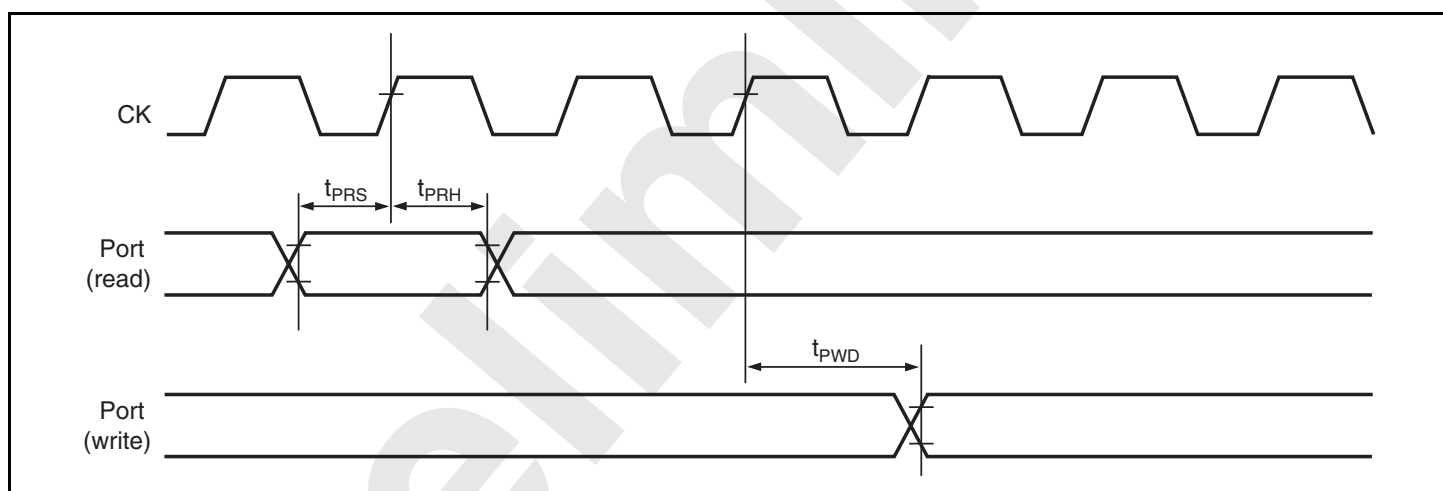 CK
tPRS
tPRH
Port
(read)
tPWD
Port
(write)